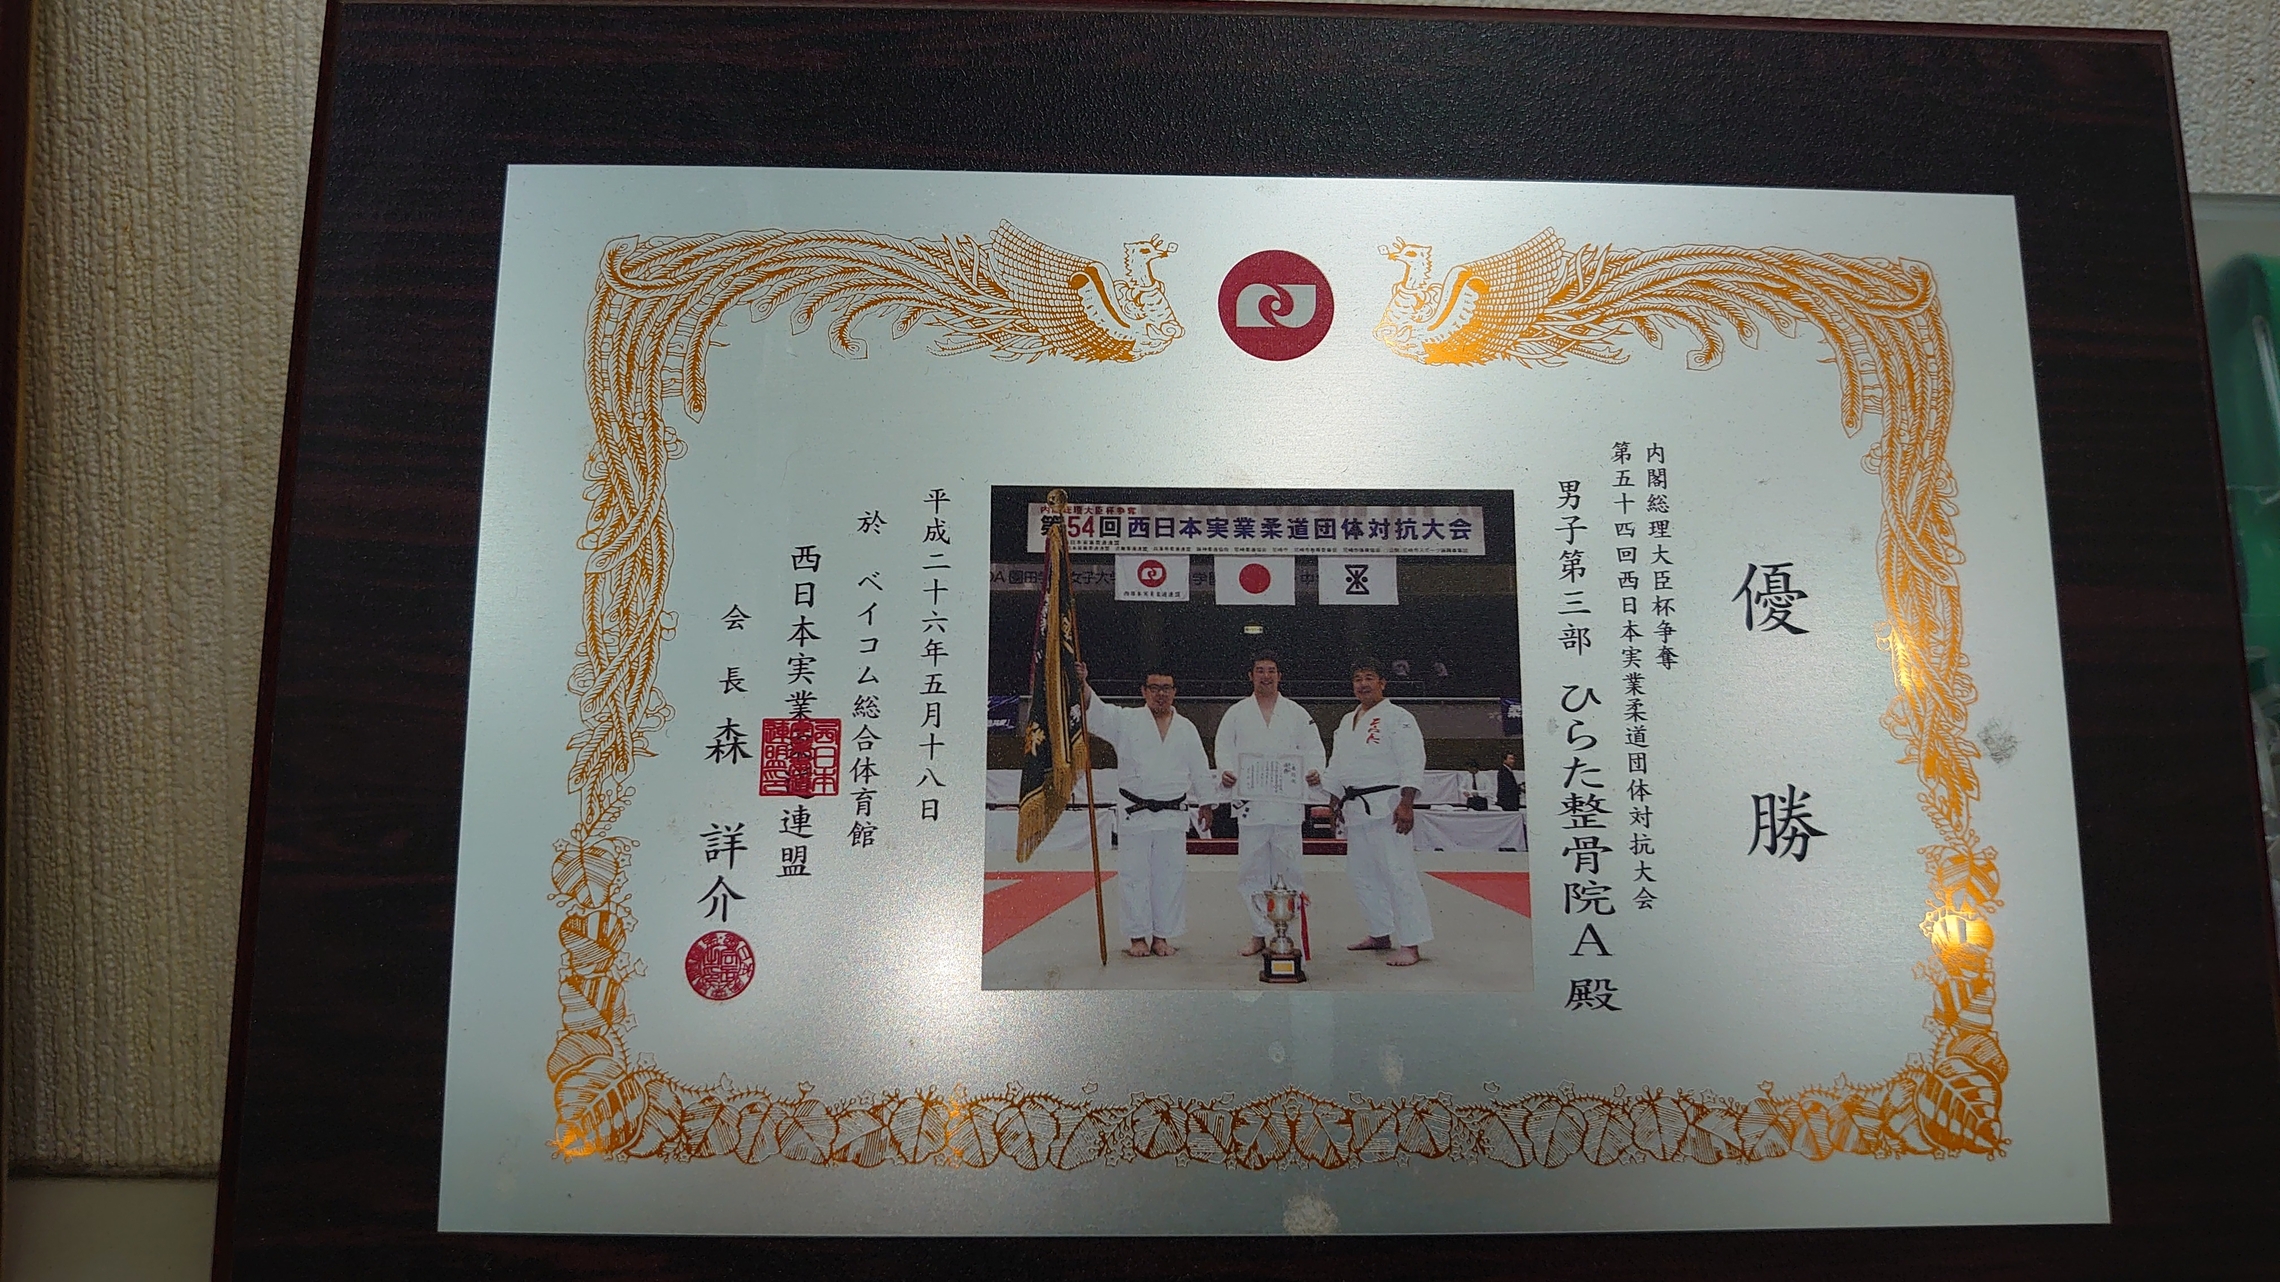 優勝
内閣総理大臣杯争奪
第五十四回西日本実業柔道団体対抗大会
男子第三部 ひらた整骨院A殿
第54回西日本実業柔道団体対抗大会
平成二十六年五月十八日
於 ベイコム総合体育館
西日本実業柔道連盟
会長 森 詳介